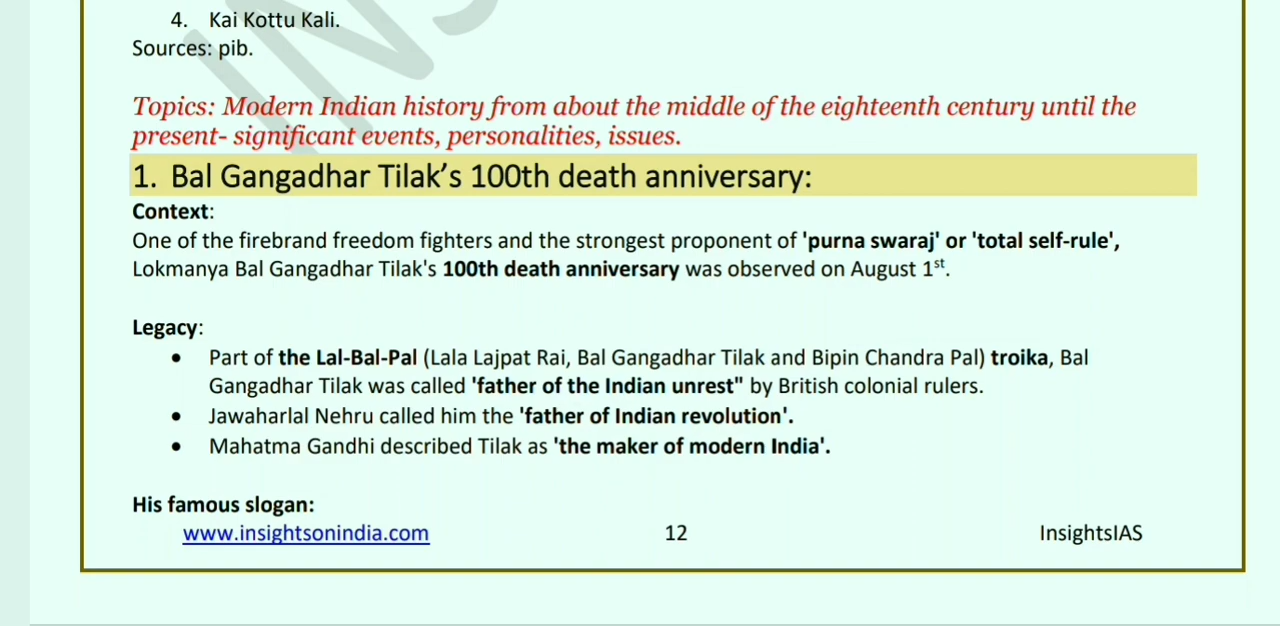 4. Kai Kottu Kali.
Sources: pib.
Topics: Modern Indian history from about the middle of the eighteenth century until the
present- significant events, personalities, issues.
1. Bal Gangadhar Tilak’s 100th death anniversary:
Context:
One of the firebrand freedom fighters and the strongest proponent of 'purna swaraj' or 'total self-rule',
Lokmanya Bal Gangadhar Tilak's 100th death anniversary was observed on August 1st.
Legacy:
• Part of the Lal-Bal-Pal (Lala Lajpat Rai, Bal Gangadhar Tilak and Bipin Chandra Pal) troika, Bal
Gangadhar Tilak was called 'father of the Indian unrest" by British colonial rulers.
• Jawaharlal Nehru called him the 'father of Indian revolution'.
• Mahatma Gandhi described Tilak as 'the maker of modern India'.
His famous slogan:
www.insightsonindia.com 12 InsightsIAS